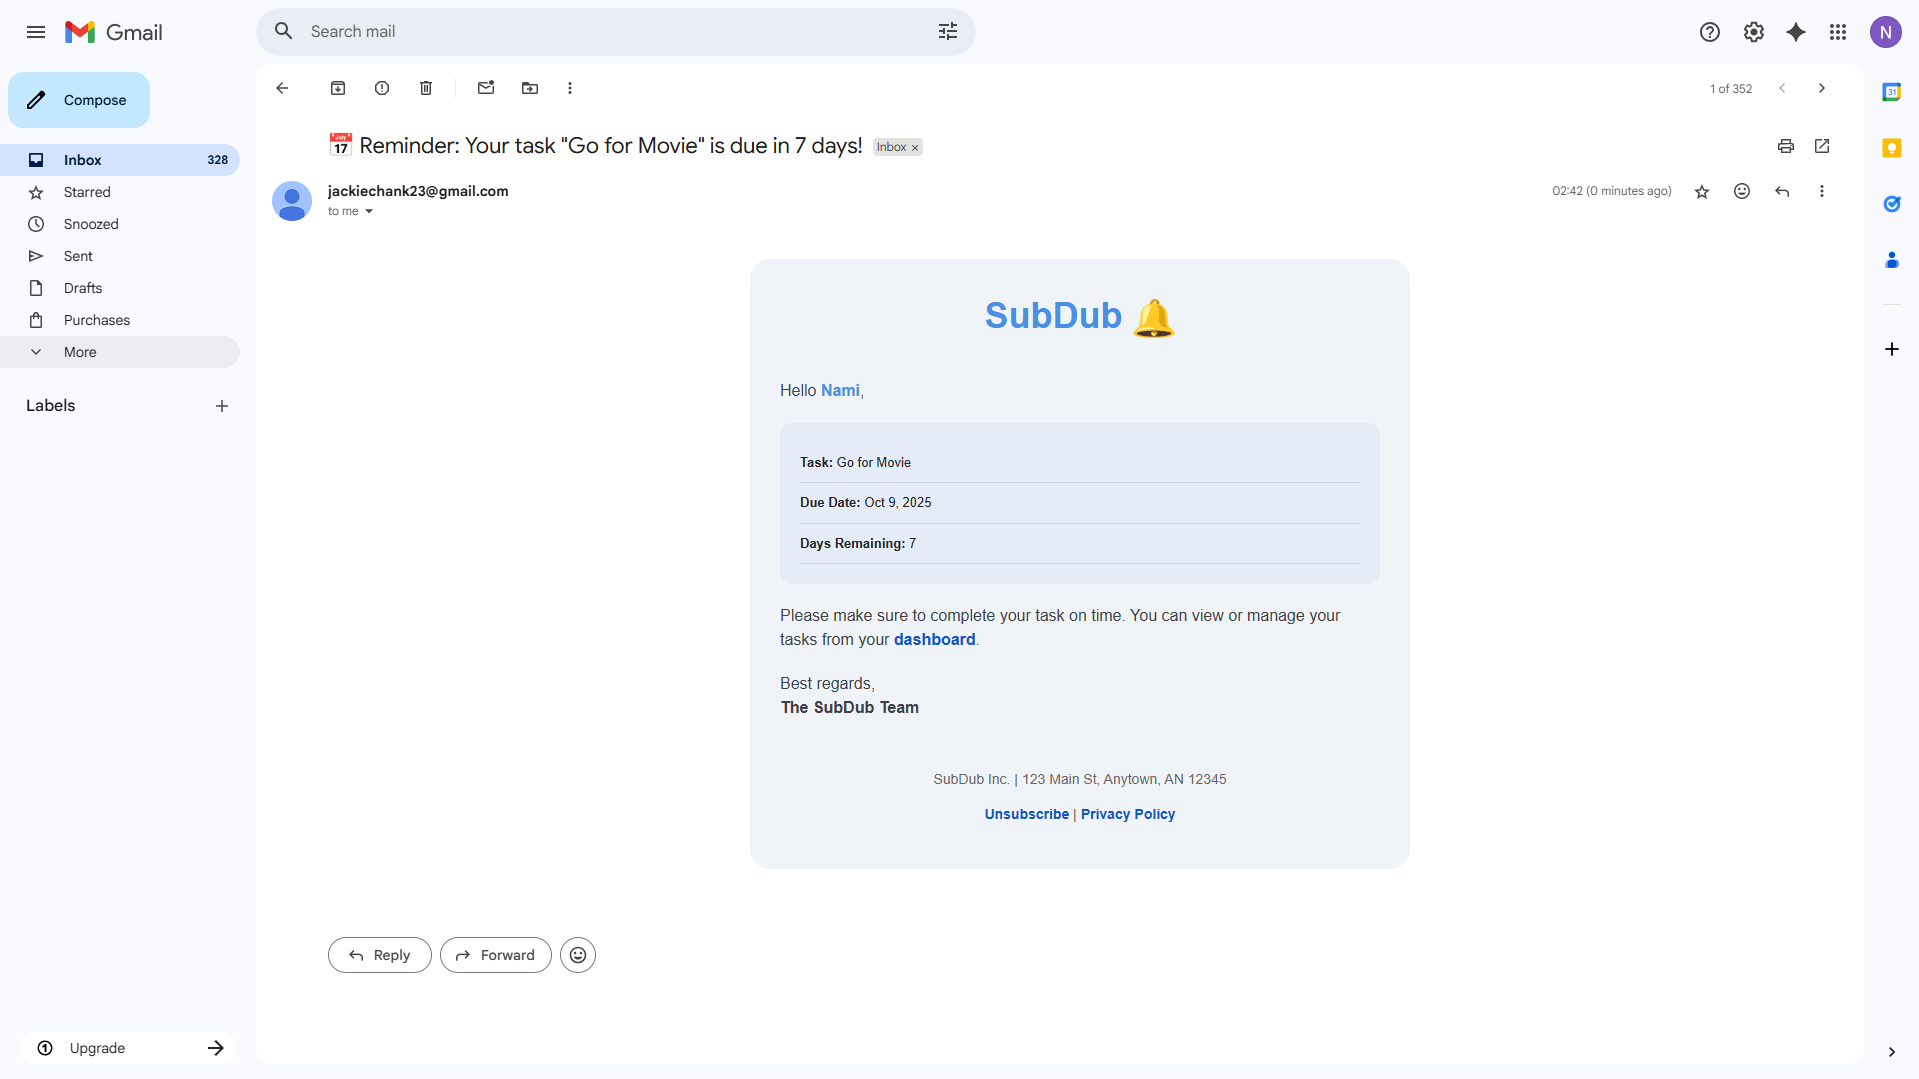 Gmail
Search mail
N
Compose
1 of 352
31
Inbox 328
Starred
Snoozed
Sent
Drafts
Purchases
More
Labels
Upgrade
July 17 Reminder: Your task "Go for Movie" is due in 7 days! Inbox ×
jackiechank23@gmail.com
to me
02:42 (0 minutes ago)
SubDub 🔔
Hello Nami,
Task: Go for Movie
Due Date: Oct 9, 2025
Days Remaining: 7
Please make sure to complete your task on time. You can view or manage your
tasks from your dashboard.
Best regards,
The SubDub Team
SubDub Inc. | 123 Main St, Anytown, AN 12345
Unsubscribe | Privacy Policy
Reply Forward